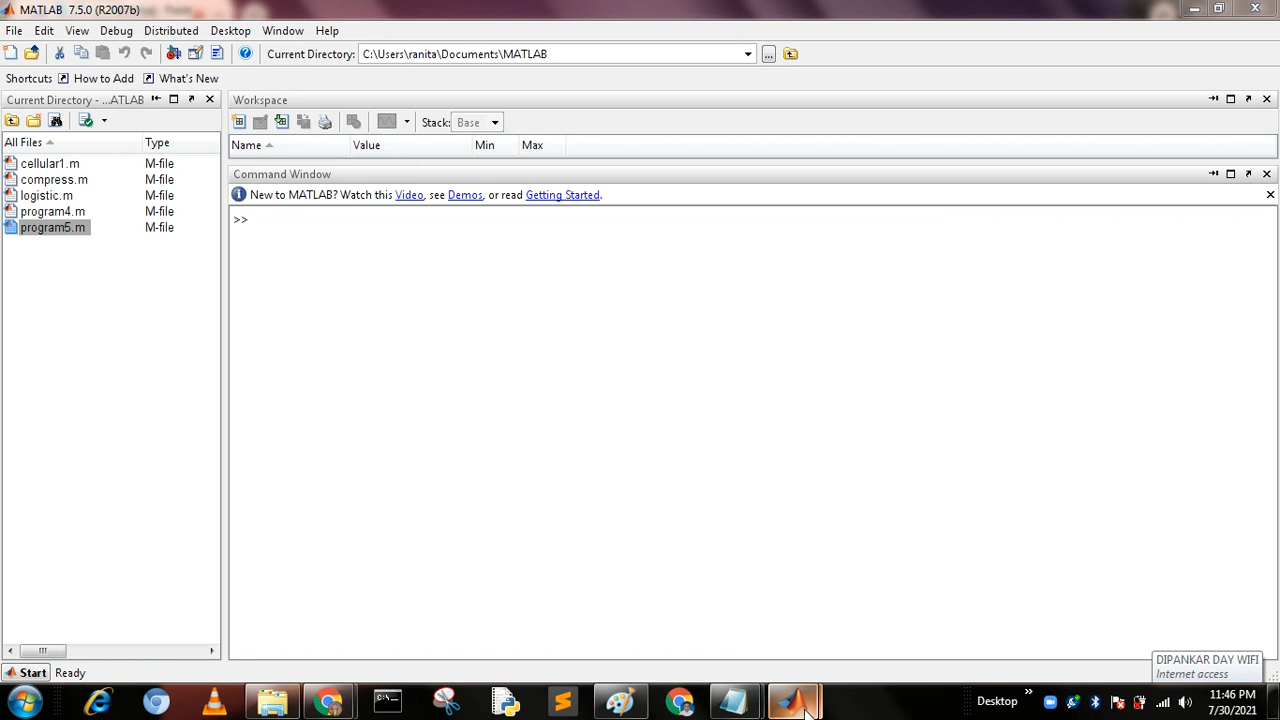 MATLAB 7.5.0 (R2007b)
File Edit View Debug Distributed Desktop Window Help
Current Directory: C:\Users\ranita\Documents\MATLAB ...
Shortcuts How to Add What's New
Current Directory - ...ATLAB
Workspace
Stack: Base
All Files Type
Name Value Min Max
cellular1.m M-file
compress.m M-file
logistic.m M-file
program4.m M-file
program5.m M-file
Command Window
New to MATLAB? Watch this Video, see Demos, or read Getting Started.
>>
Start Ready
DIPANKAR DAY WIFI
Internet access
Desktop
11:46 PM
7/30/2021